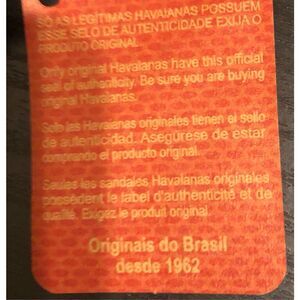 SÓ AS LEGÍTIMAS HAVAIANAS POSSUEM
ESSE SELO DE AUTENTICIDADE EXIJA O
PRODUTO ORIGINAL
Only original Havaianas have this official
seal of authenticity. Be sure you are buying
original Havaianas.
Solo las Havaianas originales tienen el sello
de autenticidad. Asegúrese de estar
comprando el producto original.
Seules les sandales Havaianas originales
possèdent le label d'authenticité et de
qualité. Exigez le produit original.
Originais do Brasil
desde 1962